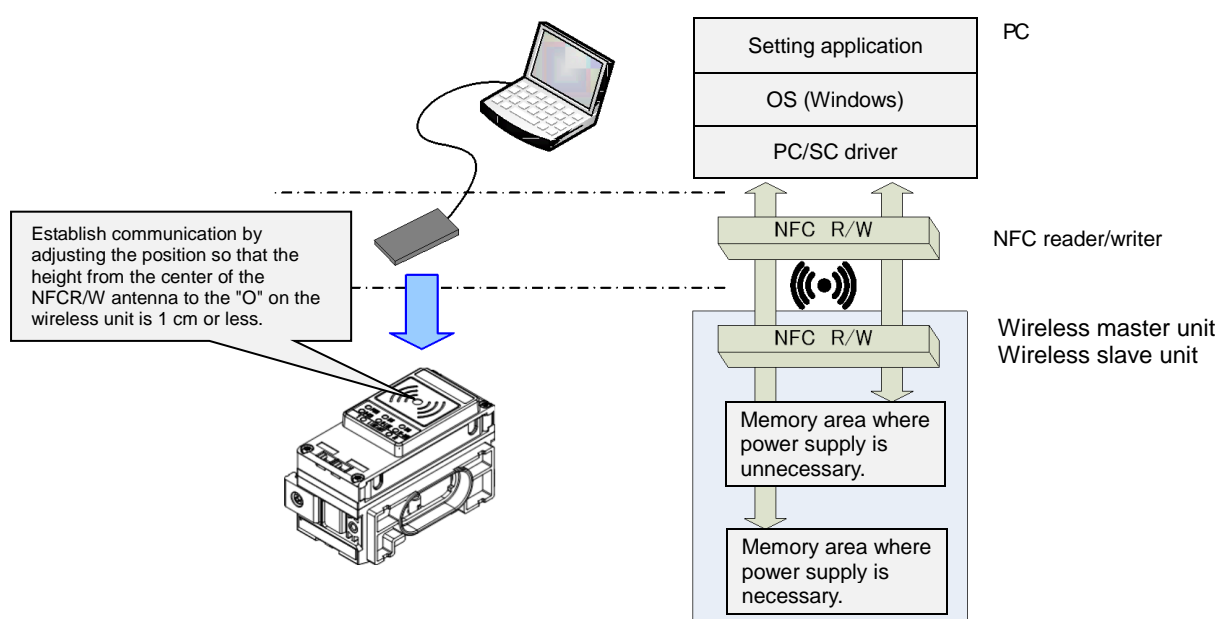 Setting application
PC
OS (Windows)
PC/SC driver
Establish communication by
adjusting the position so that the
height from the center of the
NFCR/W antenna to the "O" on the
wireless unit is 1 cm or less.
NFC R/W
NFC reader/writer
NFC R/W
Wireless master unit
Wireless slave unit
Memory area where
power supply is
unnecessary.
Memory area where
power supply is
necessary.